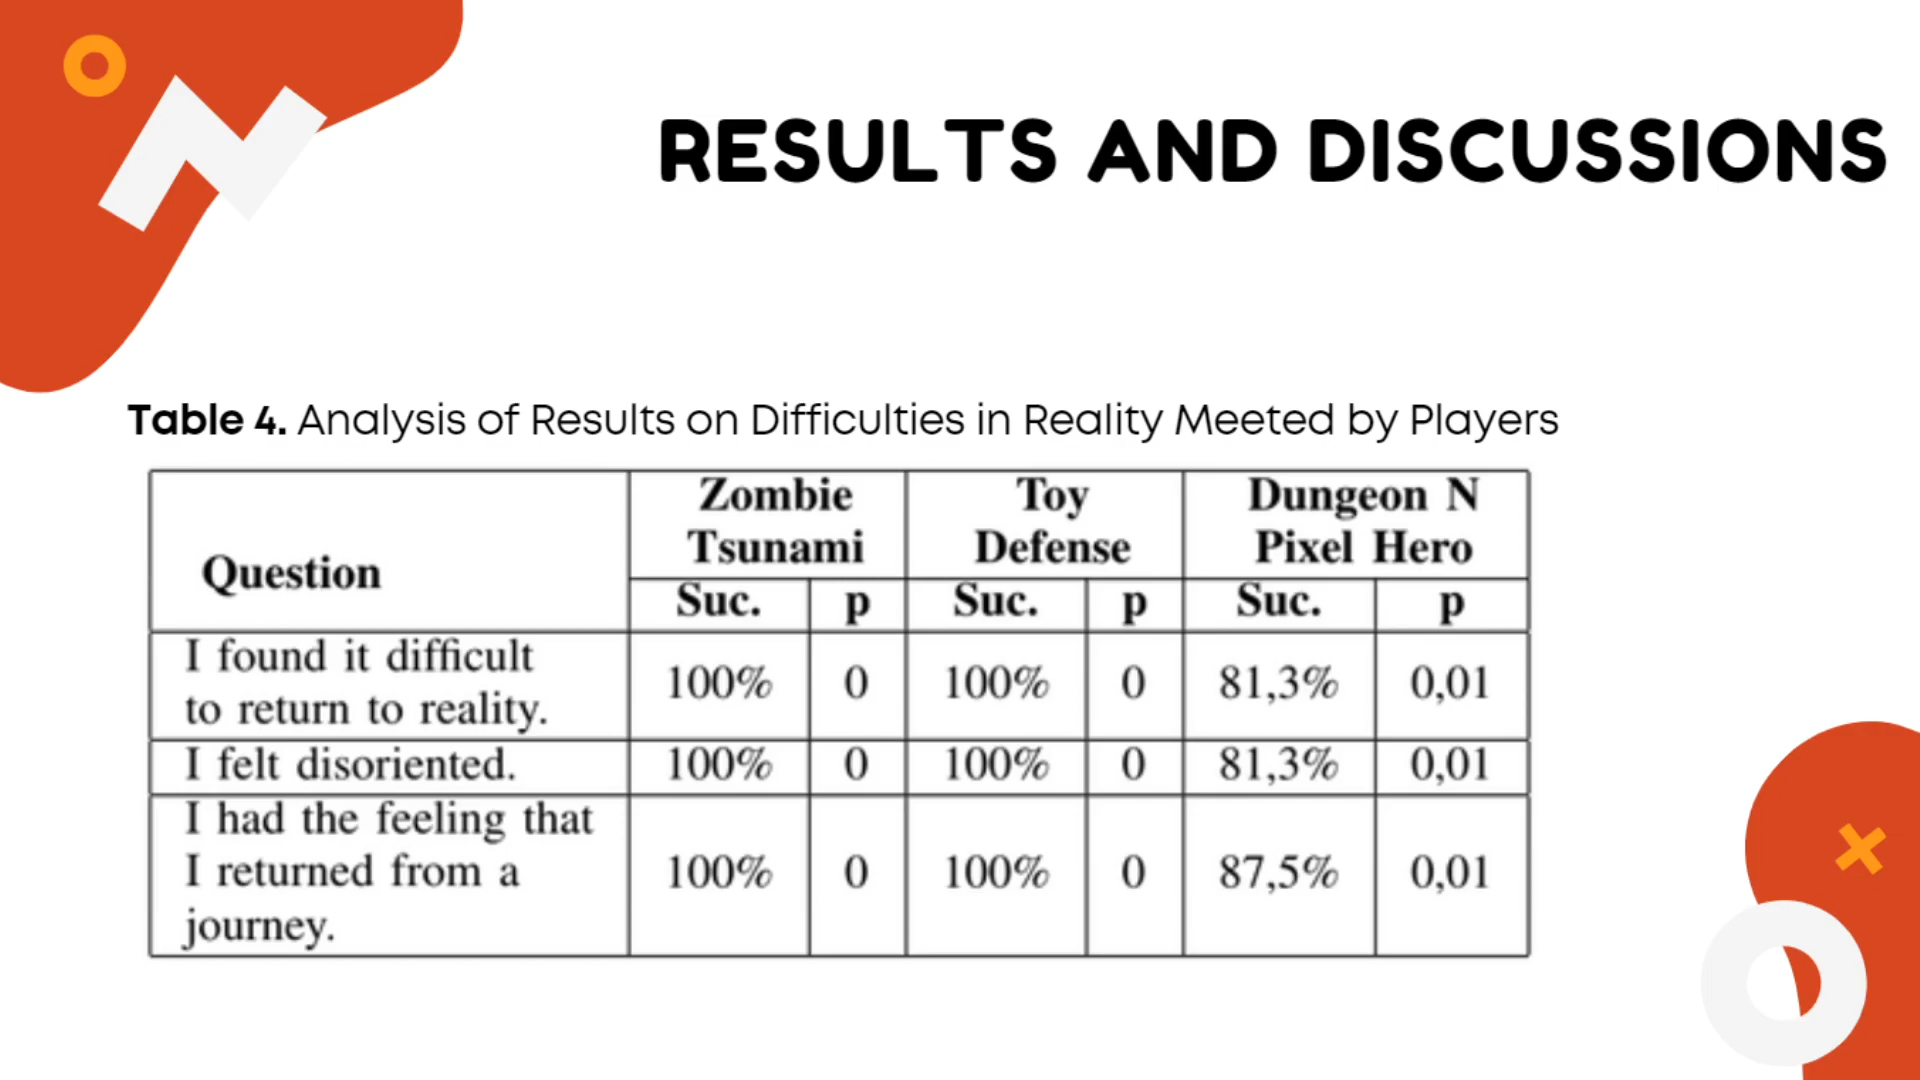 RESULTS AND DISCUSSIONS
Table 4. Analysis of Results on Difficulties in Reality Meeted by Players
Question
Zombie
Tsunami
Toy
Defense
Dungeon N
Pixel Hero
Suc. p Suc. p Suc. p
I found it difficult
to return to reality.
100% 0 100% 0 81,3% 0,01
I felt disoriented. 100% 0 100% 0 81,3% 0,01
I had the feeling that
I returned from a
journey.
100% 0 100% 0 87,5% 0,01